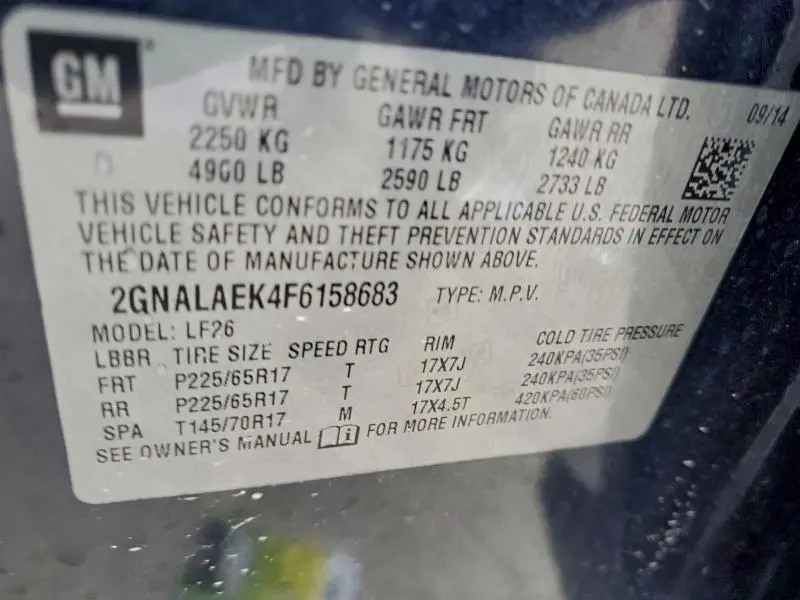 GM
MFD BY GENERAL MOTORS OF CANADA LTD. 09/14
GVWR GAWR FRT GAWR RR
2250 KG 1175 KG 1240 KG
4960 LB 2590 LB 2733 LB
THIS VEHICLE CONFORMS TO ALL APPLICABLE U.S. FEDERAL MOTOR
VEHICLE SAFETY AND THEFT PREVENTION STANDARDS IN EFFECT ON
THE DATE OF MANUFACTURE SHOWN ABOVE.
2GNALAEK4F6158683 TYPE: M.P.V.
MODEL: LF26
LBBR TIRE SIZE SPEED RTG RIM COLD TIRE PRESSURE
FRT P225/65R17 T 17X7J 240KPA(35PSI)
RR P225/65R17 T 17X7J 240KPA(35PSI)
SPA T145/70R17 M 17X4.5T 420KPA(60PSI)
SEE OWNER'S MANUAL FOR MORE INFORMATION.